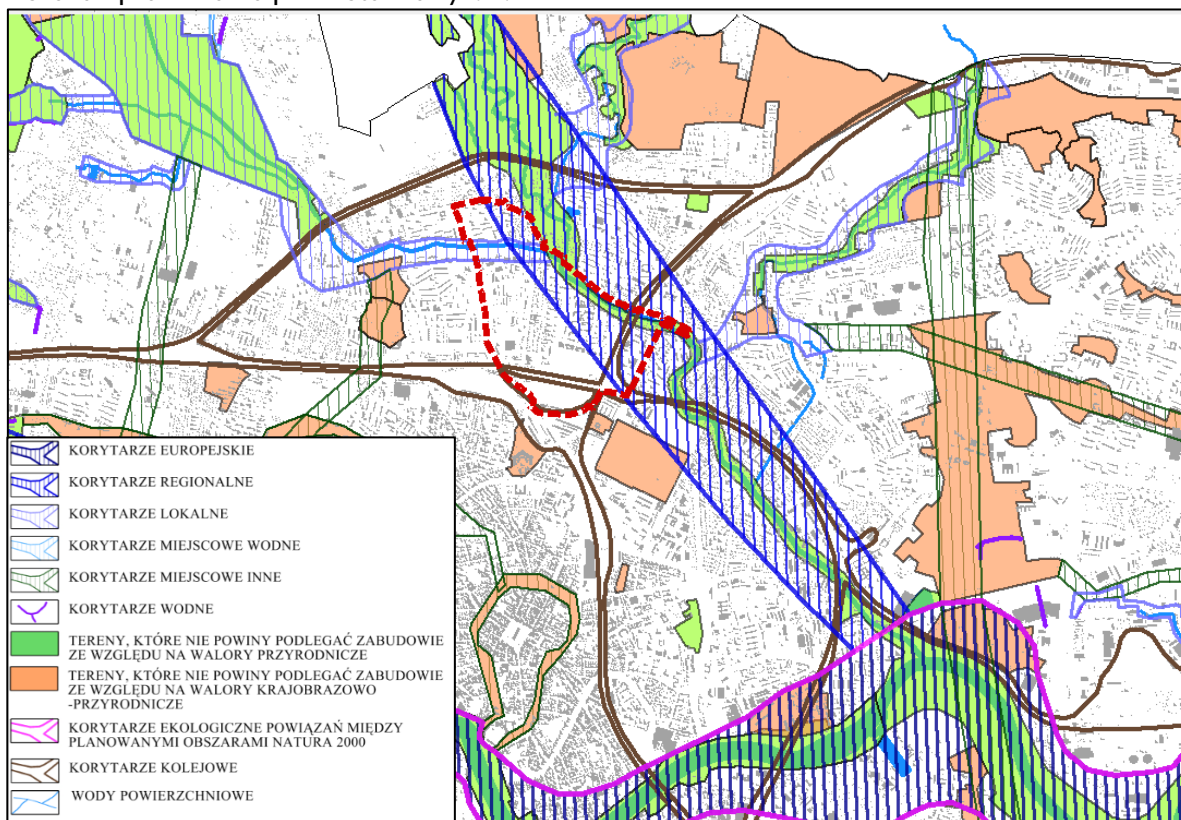 KORYTARZE EUROPEJSKIE
KORYTARZE REGIONALNE
KORYTARZE LOKALNE
KORYTARZE MIEJSCOWE WODNE
KORYTARZE MIEJSCOWE INNE
KORYTARZE WODNE
TERENY, KTÓRE NIE POWINY PODLEGAĆ ZABUDOWIE
ZE WZGLĘDU NA WALORY PRZYRODNICZE
TERENY, KTÓRE NIE POWINY PODLEGAĆ ZABUDOWIE
ZE WZGLĘDU NA WALORY KRAJOBRAZOWO
-PRZYRODNICZE
KORYTARZE EKOLOGICZNE POWIĄZAŃ MIĘDZY
PLANOWANYMI OBSZARAMI NATURA 2000
KORYTARZE KOLEJOWE
WODY POWIERZCHNIOWE